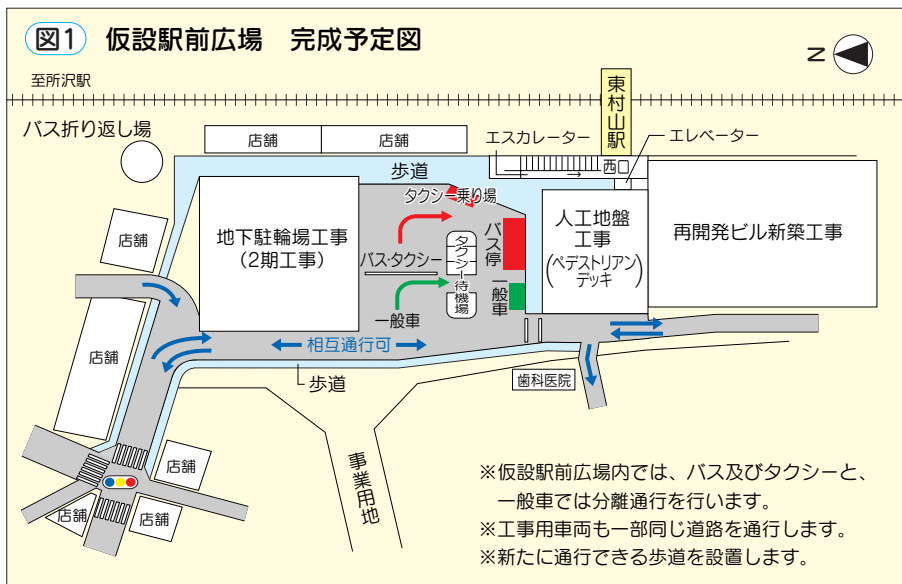 図1 仮設駅前広場 完成予定図
N
至所沢駅
東村山駅
バス折り返し場
店舗
店舗
エスカレーター
エレベーター
西口
歩道
タクシー乗り場
店舗
地下駐輪場工事
(2期工事)
バス・タクシー
タクシー待機場
バス停
一般車
人工地盤
工事
(ペデストリアン
デッキ)
再開発ビル新築工事
一般車
店舗
相互通行可
歩道
歯科医院
事業用地
店舗
店舗
店舗
※仮設駅前広場内では、バス及びタクシーと、
一般車では分離通行を行います。
※工事用車両も一部同じ道路を通行します。
※新たに通行できる歩道を設置します。